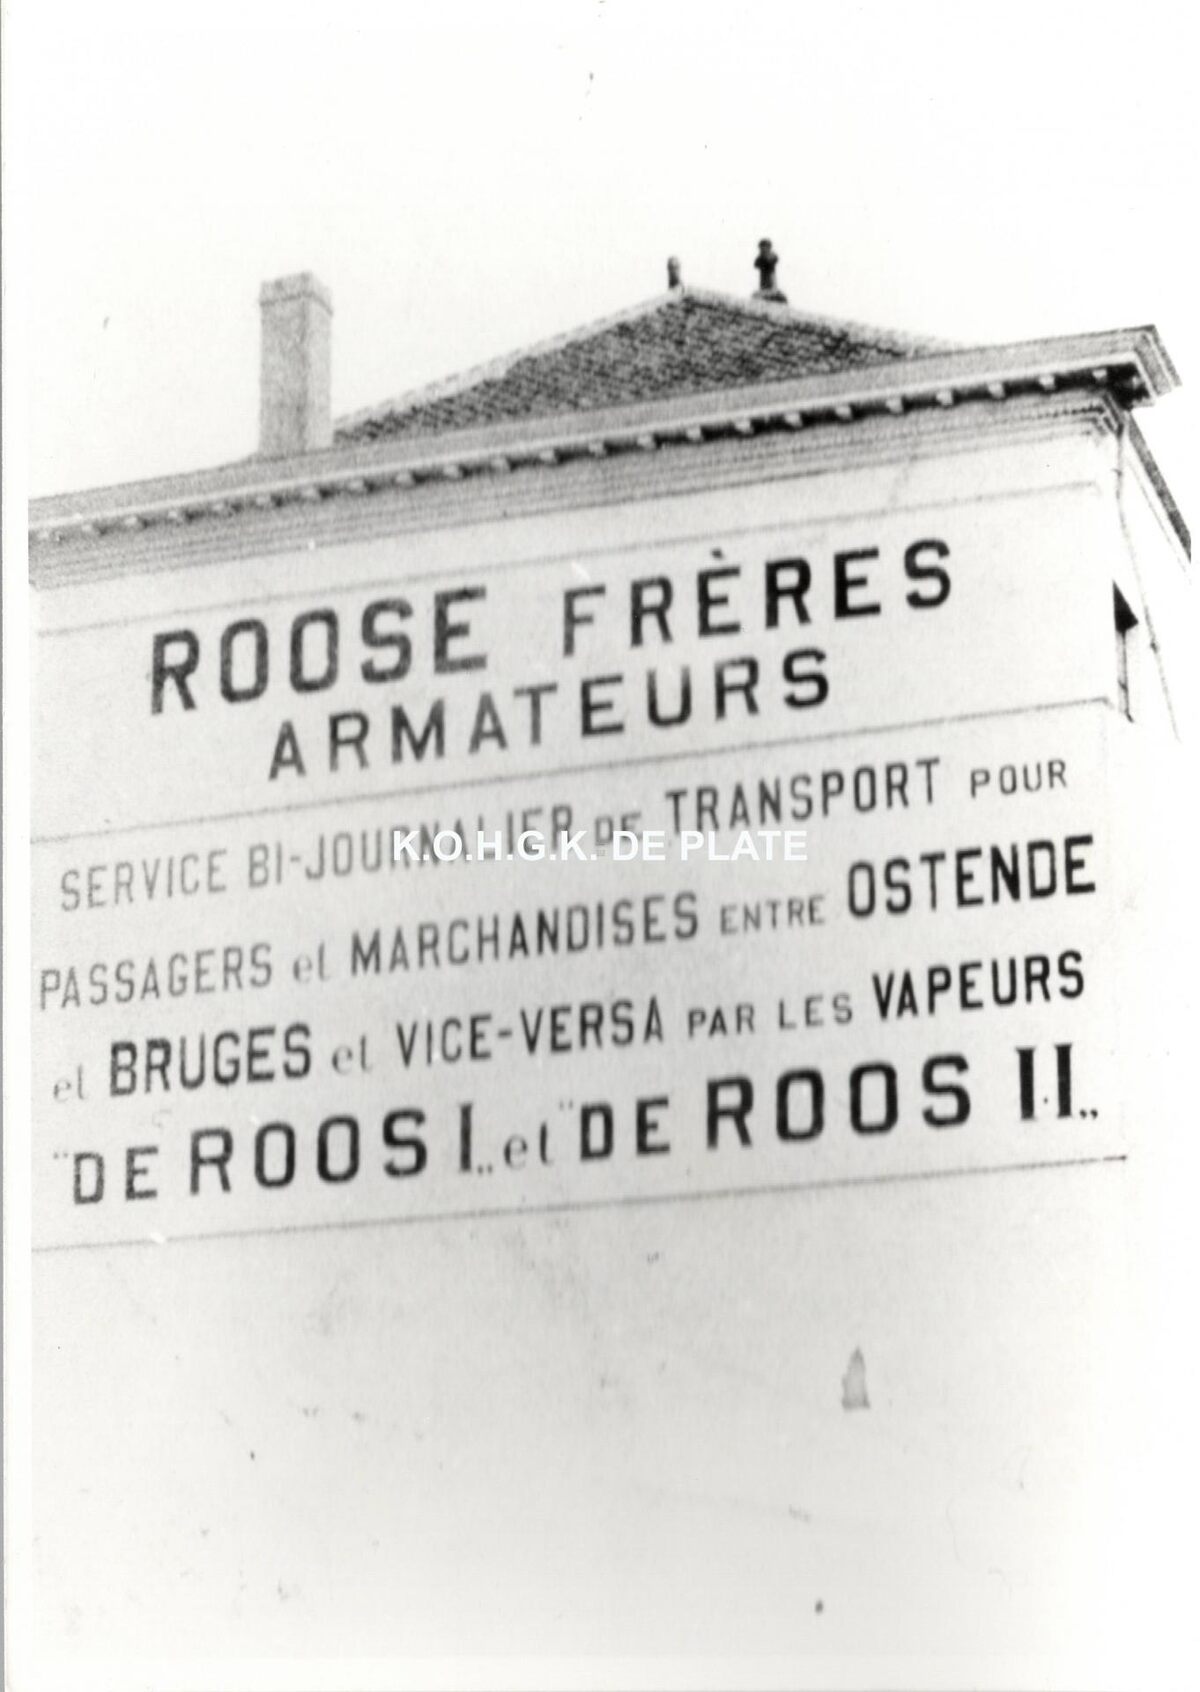 ROOSE FRÈRES
ARMATEURS
SERVICE BI-JOURNALIER DE TRANSPORT POUR
K.O.H.G.K. DE PLATE
PASSAGERS et MARCHANDISES ENTRE OSTENDE
et BRUGES et VICE-VERSA PAR LES VAPEURS
"DE ROOS I„ et "DE ROOS II„